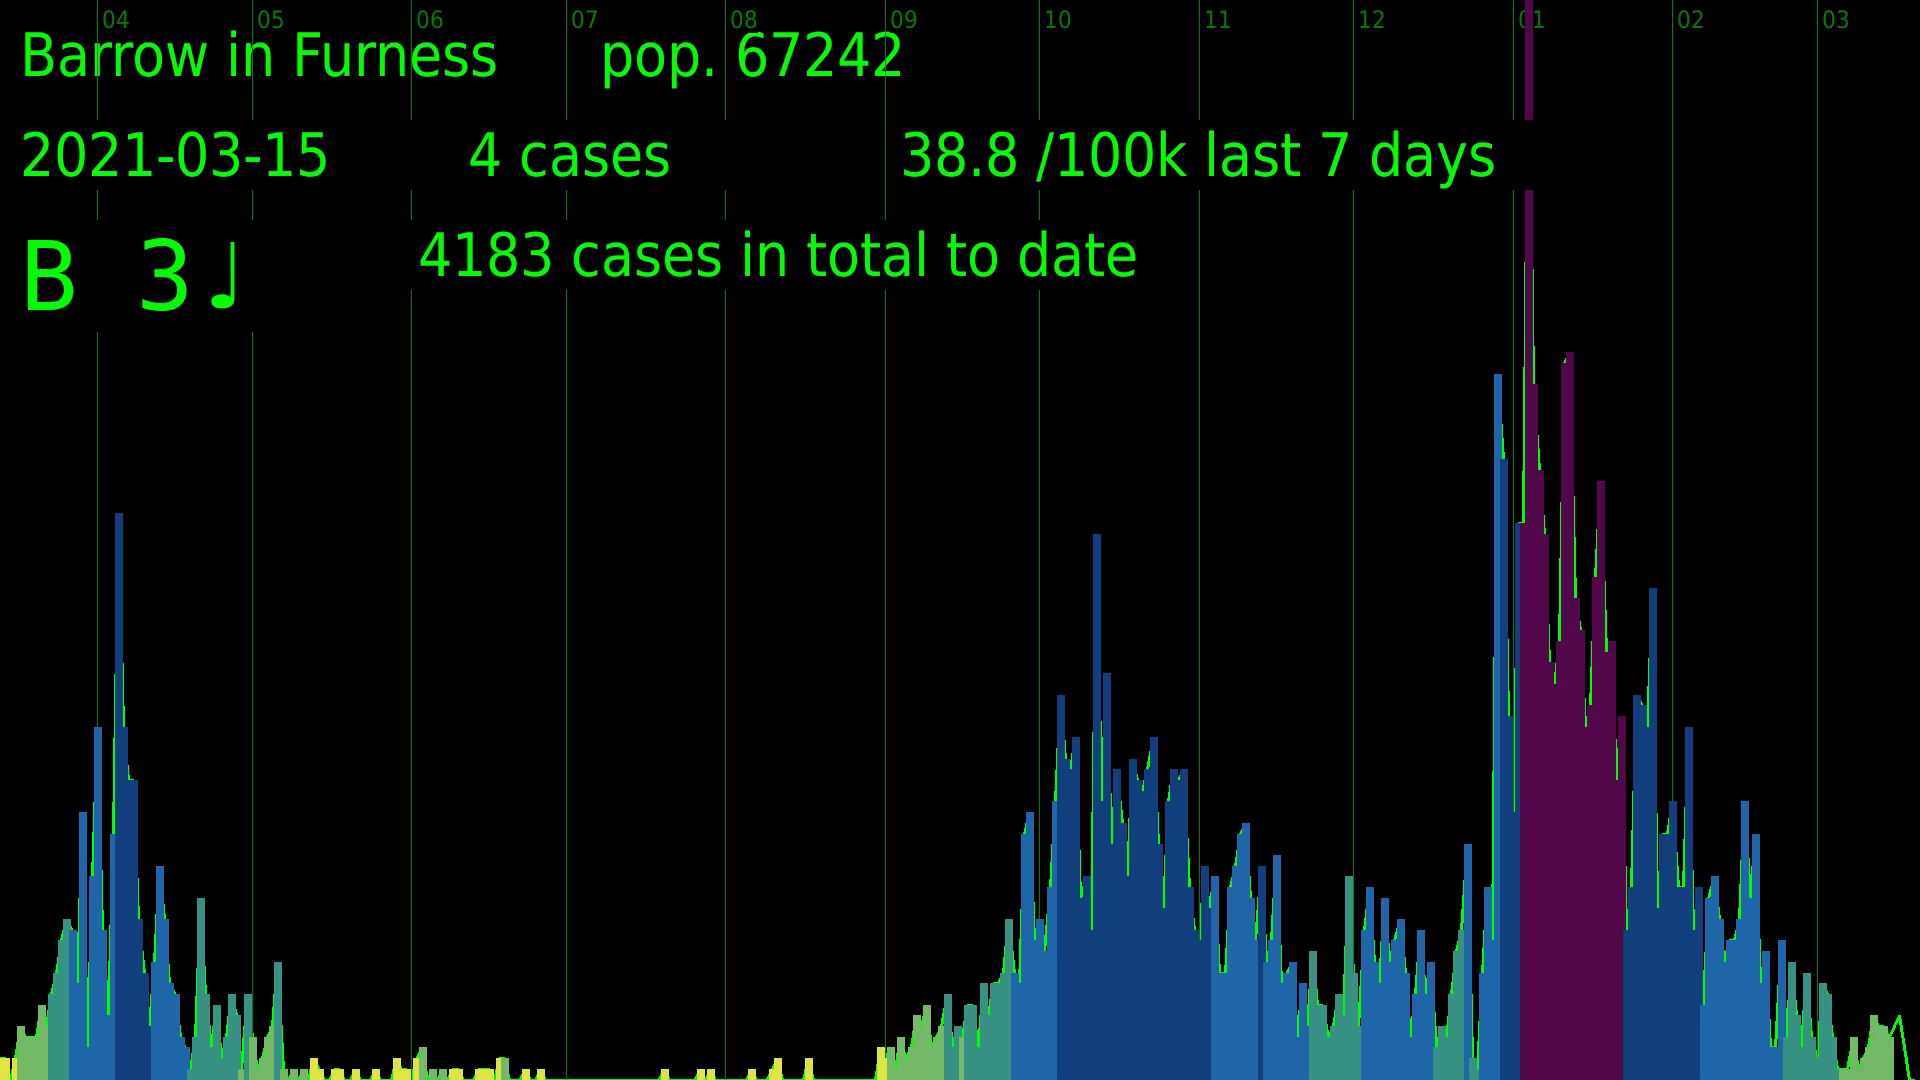 04 05 06 07 08 09 10 11 12 01 02 03
Barrow in Furness pop. 67242
2021-03-15 4 cases 38.8 /100k last 7 days
B 3♩ 4183 cases in total to date